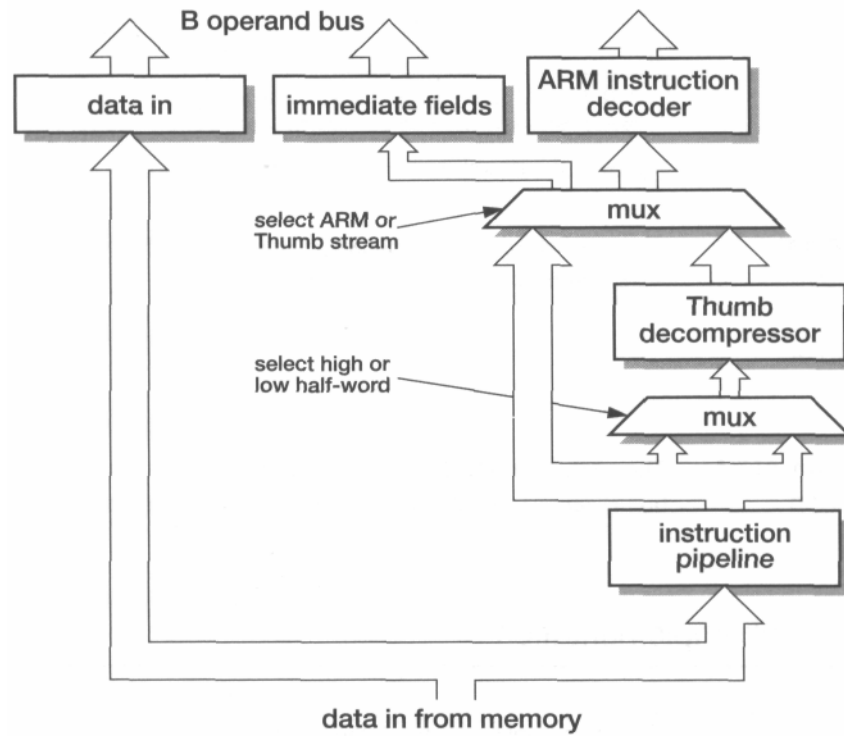 B operand bus
data in
immediate fields
ARM instruction
decoder
mux
select ARM or
Thumb stream
Thumb
decompressor
select high or
low half-word
mux
instruction
pipeline
data in from memory